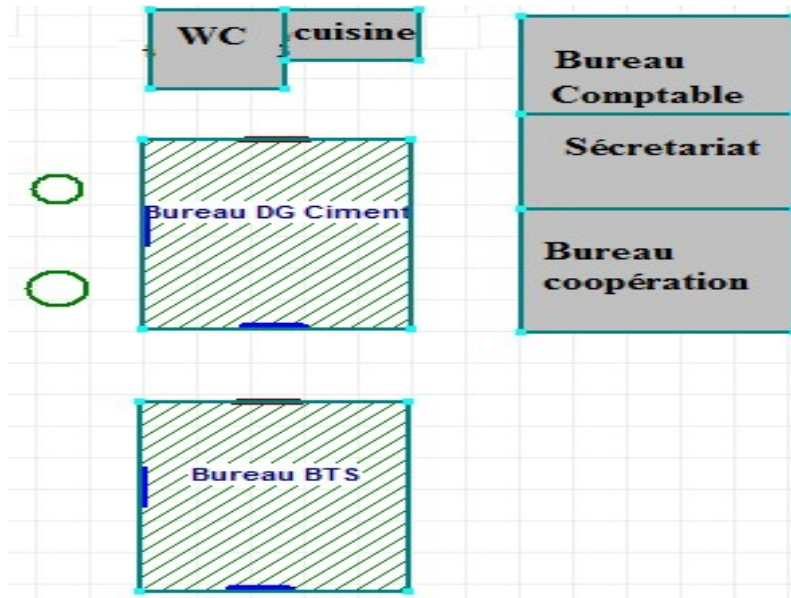 WC
cuisine
Bureau
Comptable
Sécretariat
Bureau DG Ciment
Bureau
coopération
Bureau BTS